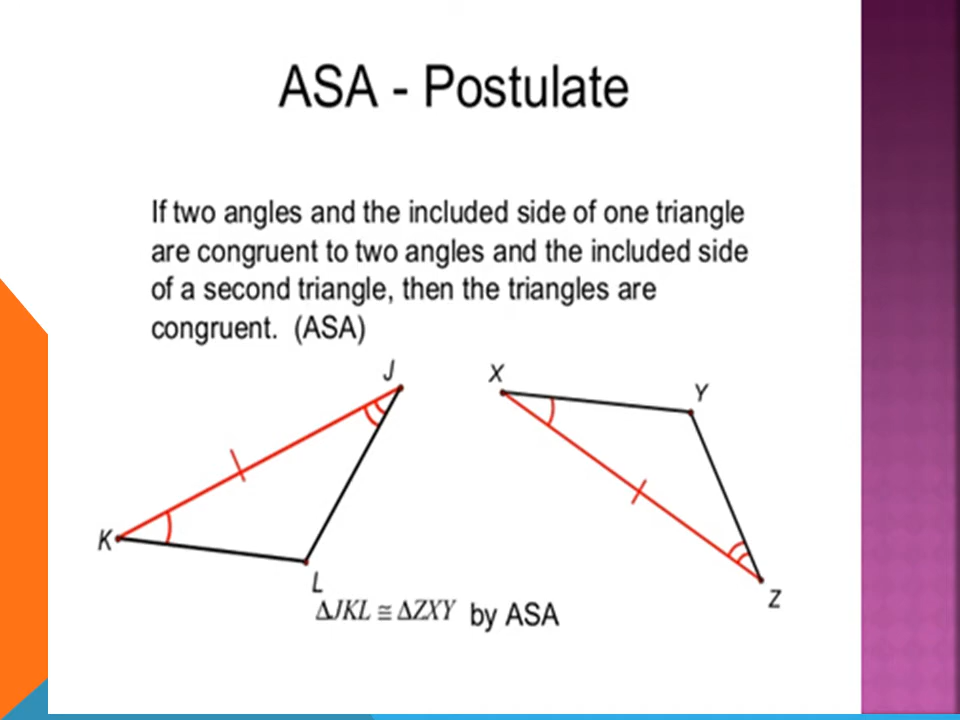 ASA - Postulate
If two angles and the included side of one triangle
are congruent to two angles and the included side
of a second triangle, then the triangles are
congruent.  (ASA)
J
X
Y
K
L
Z
ΔJKL ≅ ΔZXY by ASA